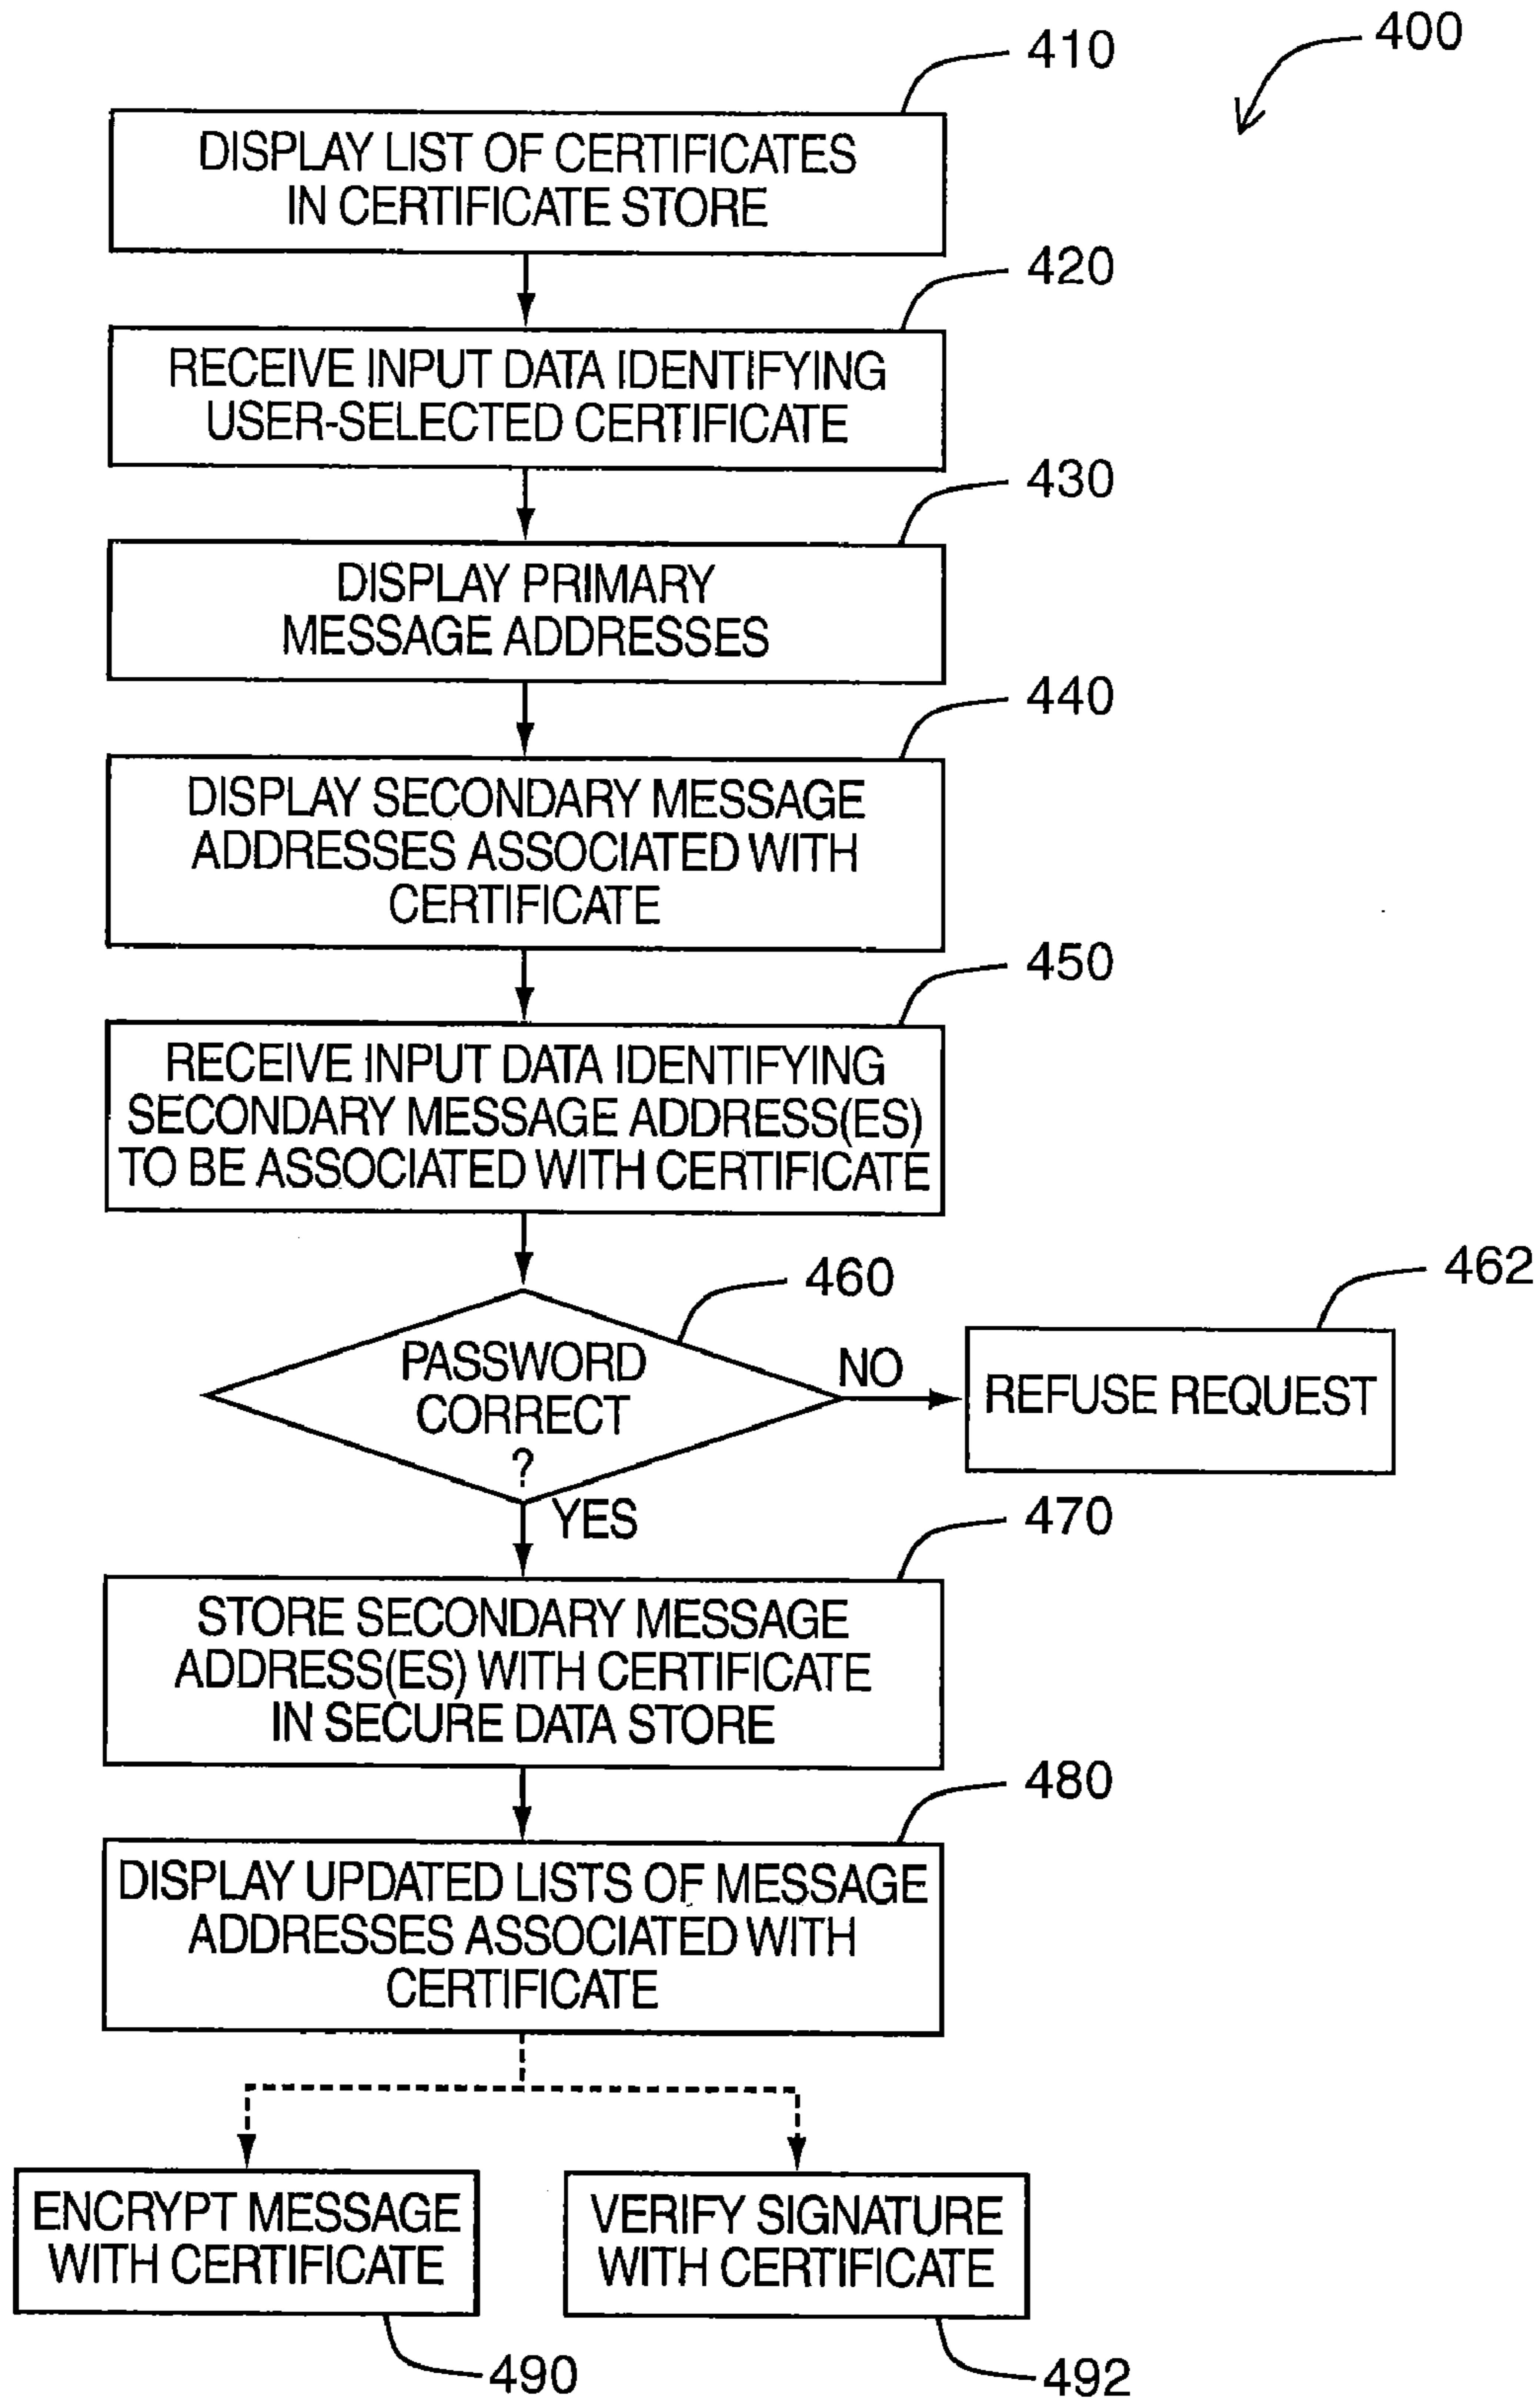 400
410
DISPLAY LIST OF CERTIFICATES
IN CERTIFICATE STORE
420
RECEIVE INPUT DATA IDENTIFYING
USER-SELECTED CERTIFICATE
430
DISPLAY PRIMARY
MESSAGE ADDRESSES
440
DISPLAY SECONDARY MESSAGE
ADDRESSES ASSOCIATED WITH
CERTIFICATE
450
RECEIVE INPUT DATA IDENTIFYING
SECONDARY MESSAGE ADDRESS(ES)
TO BE ASSOCIATED WITH CERTIFICATE
460
PASSWORD
CORRECT
?
NO
462
REFUSE REQUEST
YES
470
STORE SECONDARY MESSAGE
ADDRESS(ES) WITH CERTIFICATE
IN SECURE DATA STORE
480
DISPLAY UPDATED LISTS OF MESSAGE
ADDRESSES ASSOCIATED WITH
CERTIFICATE
ENCRYPT MESSAGE
WITH CERTIFICATE
490
VERIFY SIGNATURE
WITH CERTIFICATE
492